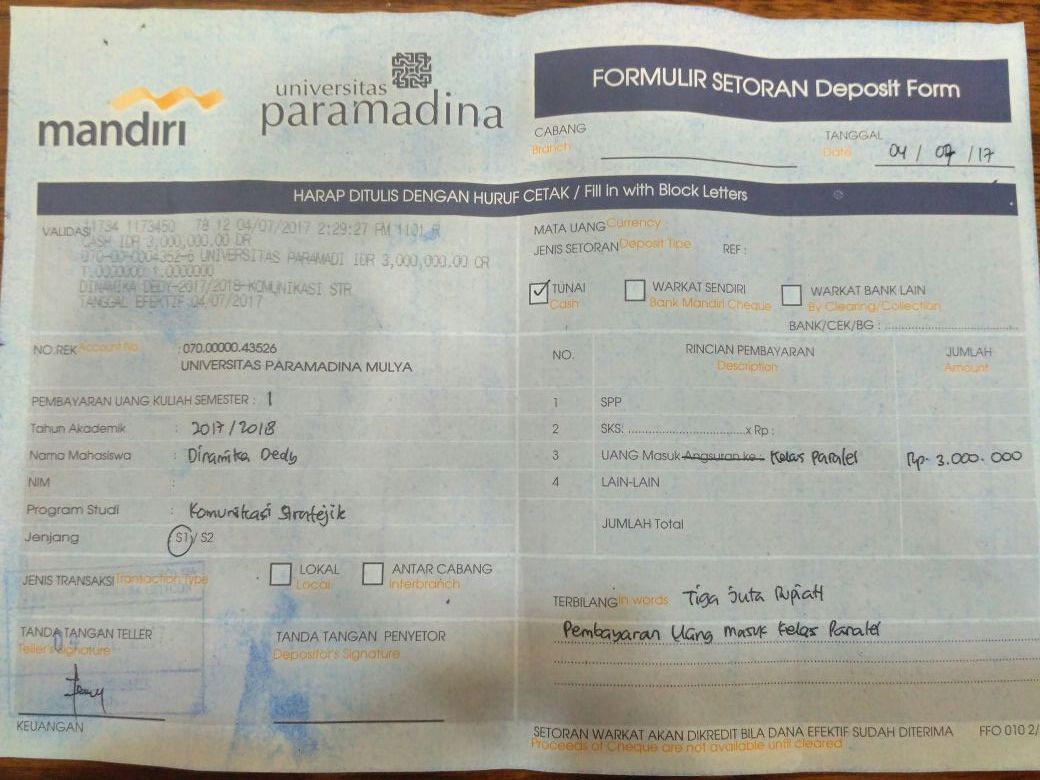 mandiri
universitas
paramadina
FORMULIR SETORAN Deposit Form
CABANG
Branch
TANGGAL
Date 04 / 07 / 17
HARAP DITULIS DENGAN HURUF CETAK / Fill in with Block Letters
VALIDASI 11734 1173450 78 12 04/07/2017 2:29:27 PM 1101 R
CASH IDR 3,000,000.00 DR
070-00-0004352-6 UNIVERSITAS PARAMADI IDR 3,000,000.00 CR
T:0000000 1.0000000
DINAMIKA DEDY-2017/2018-KOMUNIKASI STR
TANGGAL EFEKTIF:04/07/2017
MATA UANG Currency
JENIS SETORAN Deposit Tipe REF :
TUNAI
Cash
WARKAT SENDIRI
Bank Mandiri Cheque
WARKAT BANK LAIN
By Clearing/Collection
BANK/CEK/BG :
NO.REK Account No. : 070.00000.43526
UNIVERSITAS PARAMADINA MULYA
PEMBAYARAN UANG KULIAH SEMESTER : 1
Tahun Akademik : 2017/2018
Nama Mahasiswa : Dinamika Dedy
NIM :
Program Studi : Komunikasi Stratejik
Jenjang S1 / S2
NO. RINCIAN PEMBAYARAN JUMLAH
Description Amount
1 SPP
2 SKS: x Rp :
3 UANG Masuk Angsuran ke : Kelas Paralel Rp. 3.000.000
4 LAIN-LAIN
JUMLAH Total
JENIS TRANSAKSI Transaction Type
LOKAL
Local
ANTAR CABANG
Interbranch
TERBILANG In words Tiga Juta Rupiah
Pembayaran Uang masuk Kelas Paralel
TANDA TANGAN TELLER
Teller's Signature
TANDA TANGAN PENYETOR
Depositor's Signature
KEUANGAN
SETORAN WARKAT AKAN DIKREDIT BILA DANA EFEKTIF SUDAH DITERIMA FFO 010 2/
Proceeds of Cheque are not available until cleared